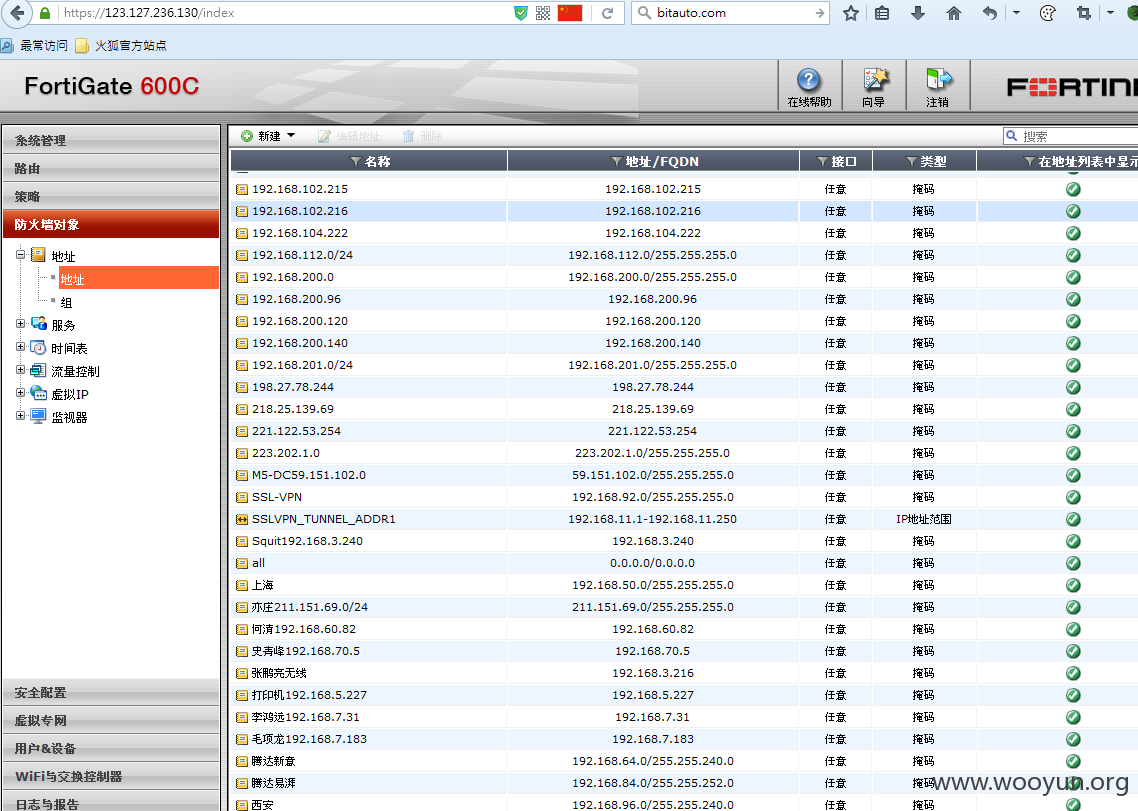 https://123.127.236.130/index
bitauto.com
最常访问 火狐官方站点
FortiGate 600C
在线帮助 向导 注销
系统管理
路由
策略
防火墙对象
地址
地址
组
服务
时间表
流量控制
虚拟IP
监视器
安全配置
虚拟专网
用户&设备
WiFi与交换控制器
日志与报告
新建 编辑地址 删除 搜索
名称 地址/FQDN 接口 类型 在地址列表中显示
192.168.102.215 192.168.102.215 任意 掩码
192.168.102.216 192.168.102.216 任意 掩码
192.168.104.222 192.168.104.222 任意 掩码
192.168.112.0/24 192.168.112.0/255.255.255.0 任意 掩码
192.168.200.0 192.168.200.0/255.255.255.0 任意 掩码
192.168.200.96 192.168.200.96 任意 掩码
192.168.200.120 192.168.200.120 任意 掩码
192.168.200.140 192.168.200.140 任意 掩码
192.168.201.0/24 192.168.201.0/255.255.255.0 任意 掩码
198.27.78.244 198.27.78.244 任意 掩码
218.25.139.69 218.25.139.69 任意 掩码
221.122.53.254 221.122.53.254 任意 掩码
223.202.1.0 223.202.1.0/255.255.255.0 任意 掩码
M5-DC59.151.102.0 59.151.102.0/255.255.255.0 任意 掩码
SSL-VPN 192.168.92.0/255.255.255.0 任意 掩码
SSLVPN_TUNNEL_ADDR1 192.168.11.1-192.168.11.250 任意 IP地址范围
Squit192.168.3.240 192.168.3.240 任意 掩码
all 0.0.0.0/0.0.0.0 任意 掩码
上海 192.168.50.0/255.255.255.0 任意 掩码
亦庄211.151.69.0/24 211.151.69.0/255.255.255.0 任意 掩码
何清192.168.60.82 192.168.60.82 任意 掩码
史青峰192.168.70.5 192.168.70.5 任意 掩码
张鹏亮无线 192.168.3.216 任意 掩码
打印机192.168.5.227 192.168.5.227 任意 掩码
李鸿远192.168.7.31 192.168.7.31 任意 掩码
毛项龙192.168.7.183 192.168.7.183 任意 掩码
腾达新意 192.168.64.0/255.255.240.0 任意 掩码
腾达易湃 192.168.84.0/255.255.252.0 任意 掩码
西安 192.168.96.0/255.255.240.0 任意 掩码
www.wooyun.org